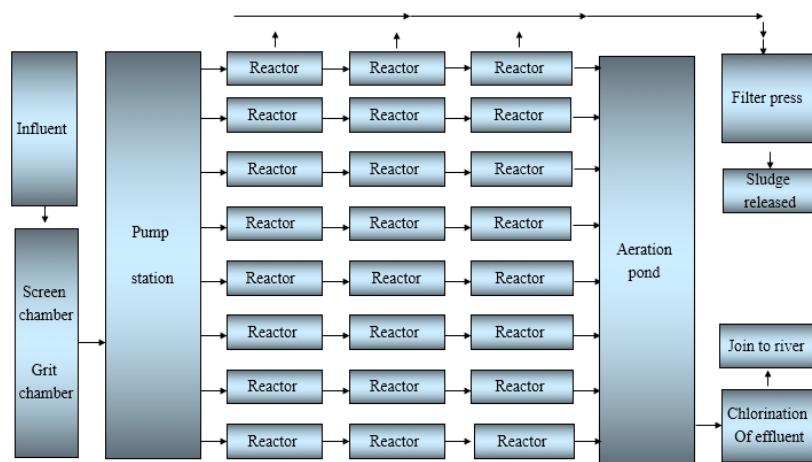 Influent
Screen
chamber
Grit
chamber
Pump
station
Reactor Reactor Reactor
Reactor Reactor Reactor
Reactor Reactor Reactor
Reactor Reactor Reactor
Reactor Reactor Reactor
Reactor Reactor Reactor
Reactor Reactor Reactor
Reactor Reactor Reactor
Aeration
pond
Filter press
Sludge
released
Join to river
Chlorination
Of effluent